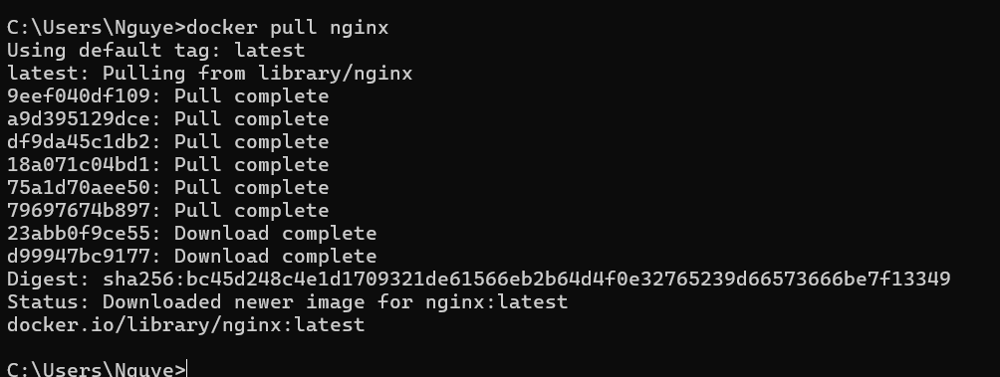 C:\Users\Nguye>docker pull nginx
Using default tag: latest
latest: Pulling from library/nginx
9eef040df109: Pull complete
a9d395129dce: Pull complete
df9da45c1db2: Pull complete
18a071c04bd1: Pull complete
75a1d70aee50: Pull complete
79697674b897: Pull complete
23abb0f9ce55: Download complete
d99947bc9177: Download complete
Digest: sha256:bc45d248c4e1d1709321de61566eb2b64d4f0e32765239d66573666be7f13349
Status: Downloaded newer image for nginx:latest
docker.io/library/nginx:latest
C:\Users\Nguye>